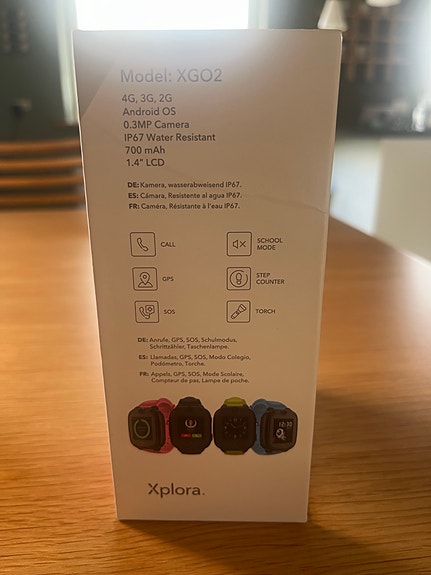 Model: XGO2
4G, 3G, 2G
Android OS
0.3MP Camera
IP67 Water Resistant
700 mAh
1.4" LCD
DE: Kamera, wasserabweisend IP67.
ES: Cámara, Resistente al agua IP67.
FR: Caméra, Résistante à l'eau IP67.
CALL
SCHOOL
MODE
GPS
STEP
COUNTER
SOS
TORCH
DE: Anrufe, GPS, SOS, Schulmodus,
Schrittzähler, Taschenlampe.
ES: Llamadas, GPS, SOS, Modo Colegio,
Podómetro, Torche.
FR: Appels, GPS, SOS, Mode Scolaire,
Compteur de pas, Lampe de poche.
12:30
Xplora.